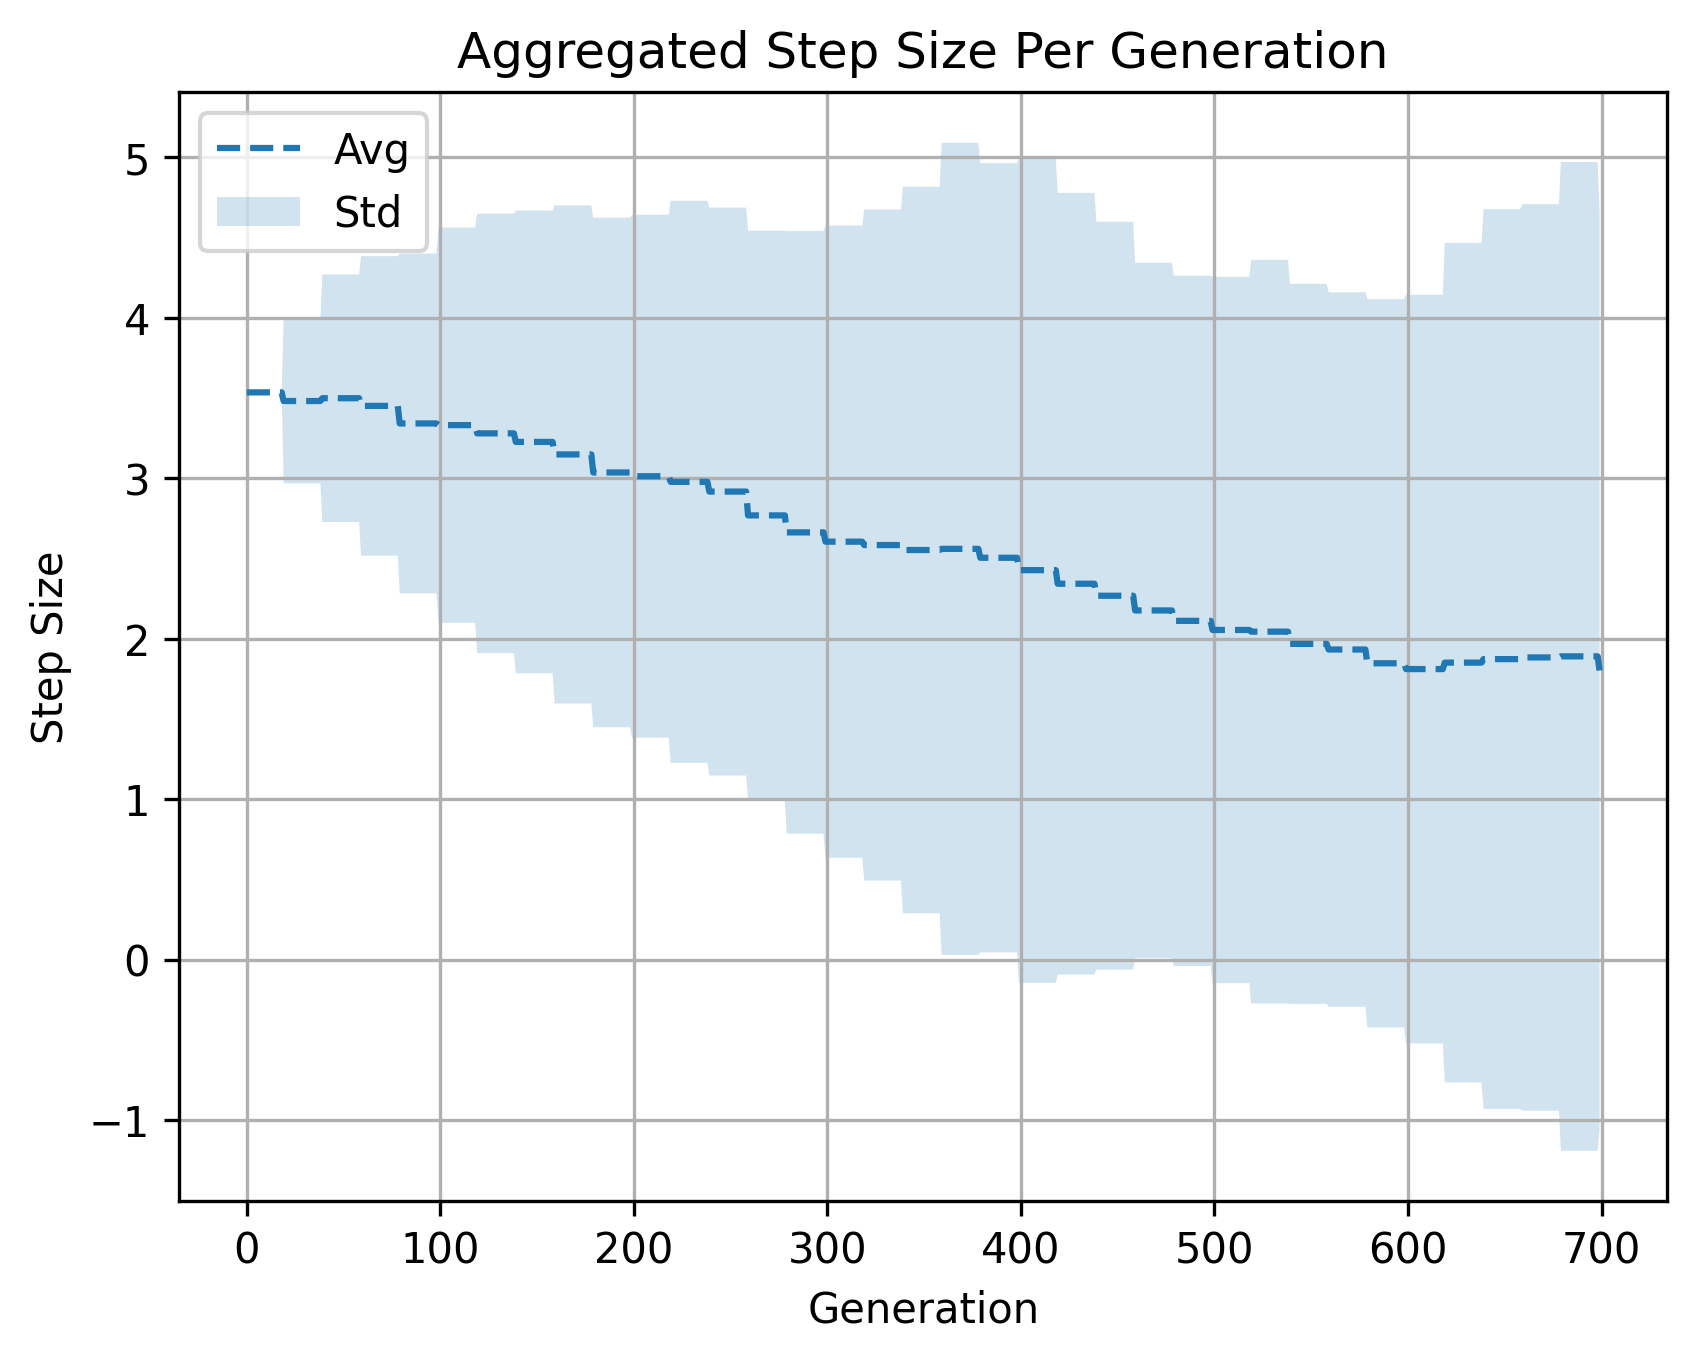 Aggregated Step Size Per Generation
Avg
Std
5
4
3
2
1
0
−1
Step Size
0 100 200 300 400 500 600 700
Generation